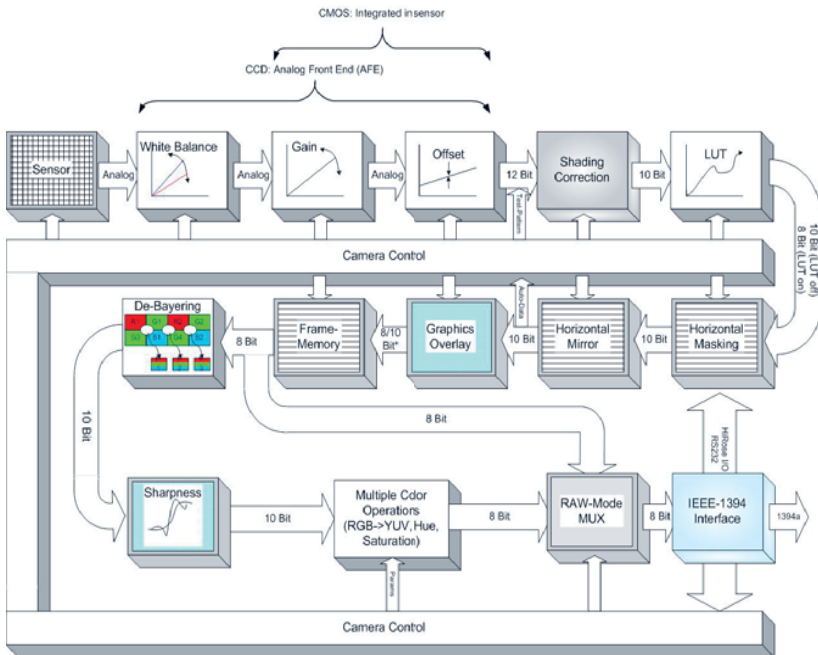 CMOS: Integrated insensor
CCD: Analog Front End (AFE)
Sensor
Analog
White Balance
Analog
Gain
Analog
Offset
12 Bit
Test-Pattern
Shading
Correction
10 Bit
LUT
10 Bit (LUT off)
8 Bit (LUT on)
Camera Control
De-Bayering
R1 G1 R2 G2
G3 B1 G4 B2
8 Bit
Frame-
Memory
8/10
Bit*
Graphics
Overlay
Auto-Data
10 Bit
Horizontal
Mirror
10 Bit
Horizontal
Masking
10 Bit
8 Bit
HiRose I/O
RS232
Sharpness
10 Bit
Multiple Cdor
Operations
(RGB->YUV, Hue,
Saturation)
Params
8 Bit
RAW-Mode
MUX
8 Bit
IEEE-1394
Interface
1394a
Camera Control